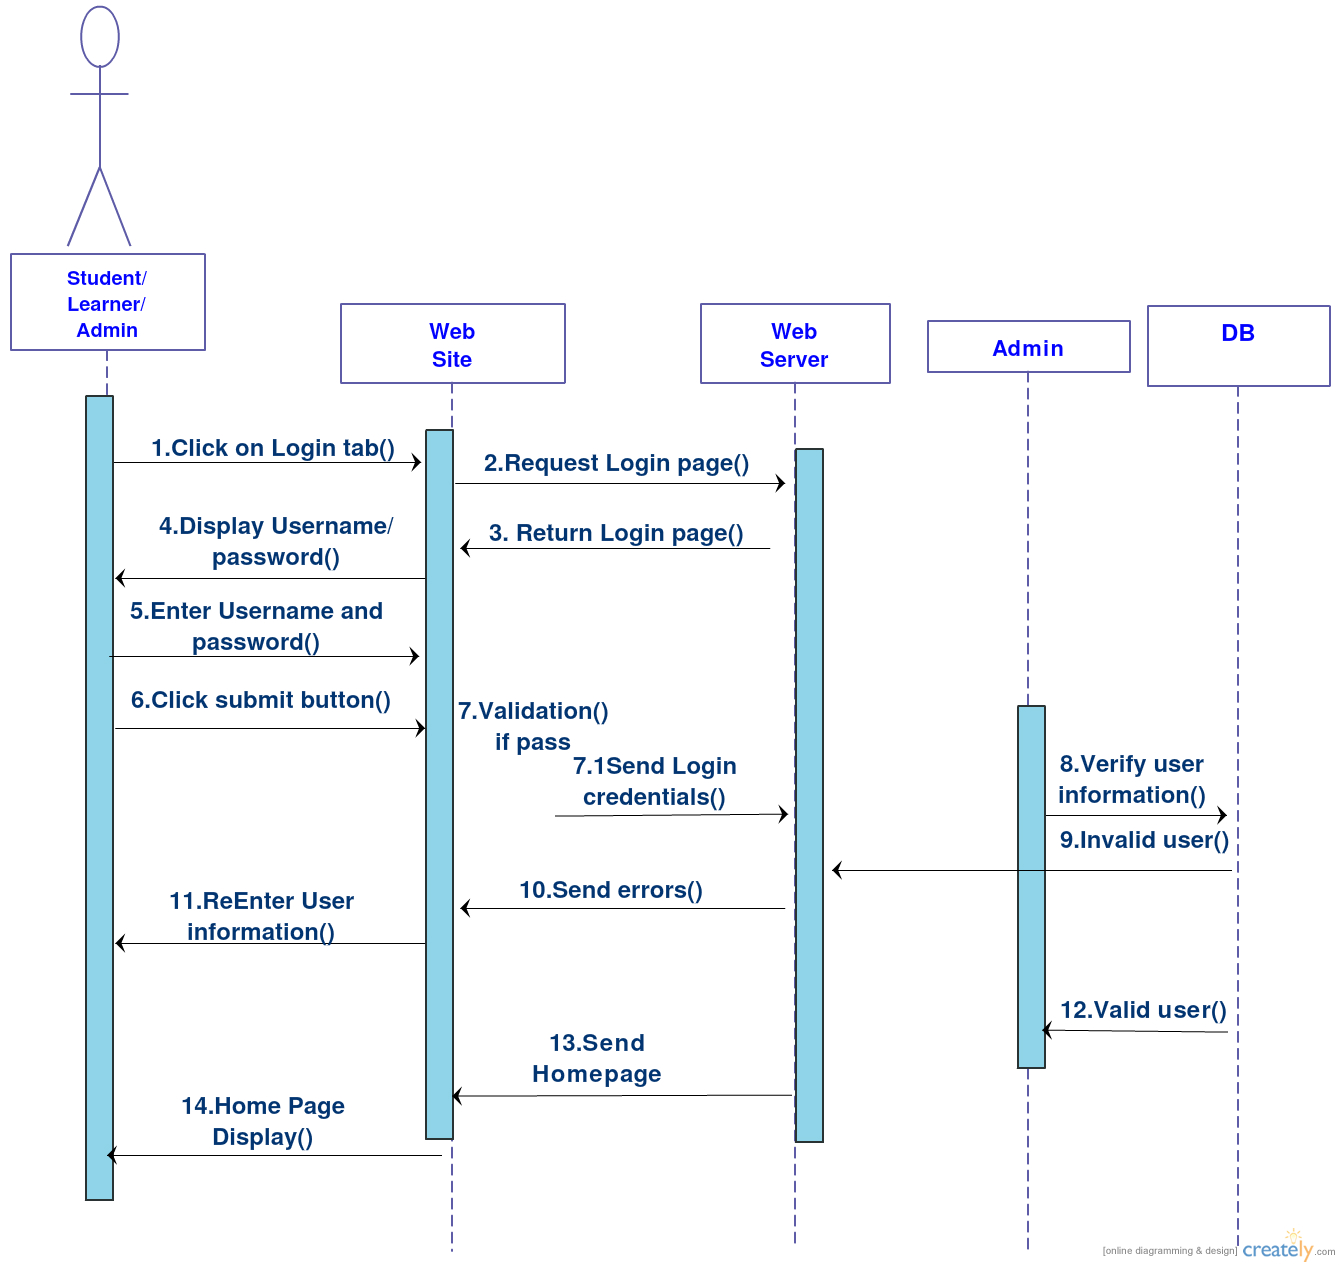 Student/
Learner/
Admin
Web
Site
Web
Server
Admin
DB
1.Click on Login tab()
2.Request Login page()
3. Return Login page()
4.Display Username/
password()
5.Enter Username and
password()
6.Click submit button()
7.Validation()
if pass
7.1Send Login
credentials()
8.Verify user
information()
9.Invalid user()
10.Send errors()
11.ReEnter User
information()
12.Valid user()
13.Send
Homepage
14.Home Page
Display()
[online diagramming & design] creately.com